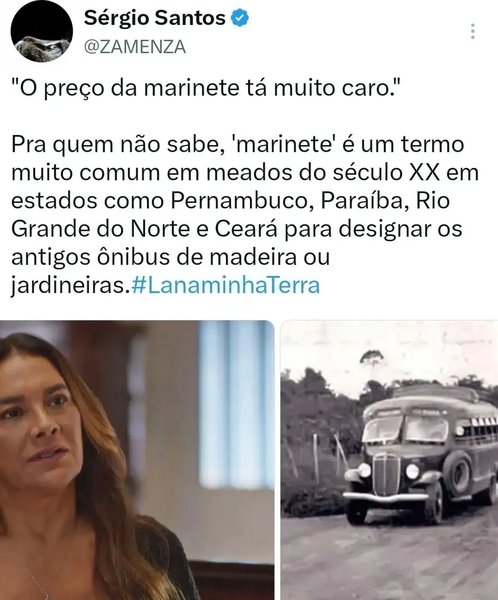 Sérgio Santos
@ZAMENZA
"O preço da marinete tá muito caro."
Pra quem não sabe, 'marinete' é um termo
muito comum em meados do século XX em
estados como Pernambuco, Paraíba, Rio
Grande do Norte e Ceará para designar os
antigos ônibus de madeira ou
jardineiras.#LanaminhaTerra